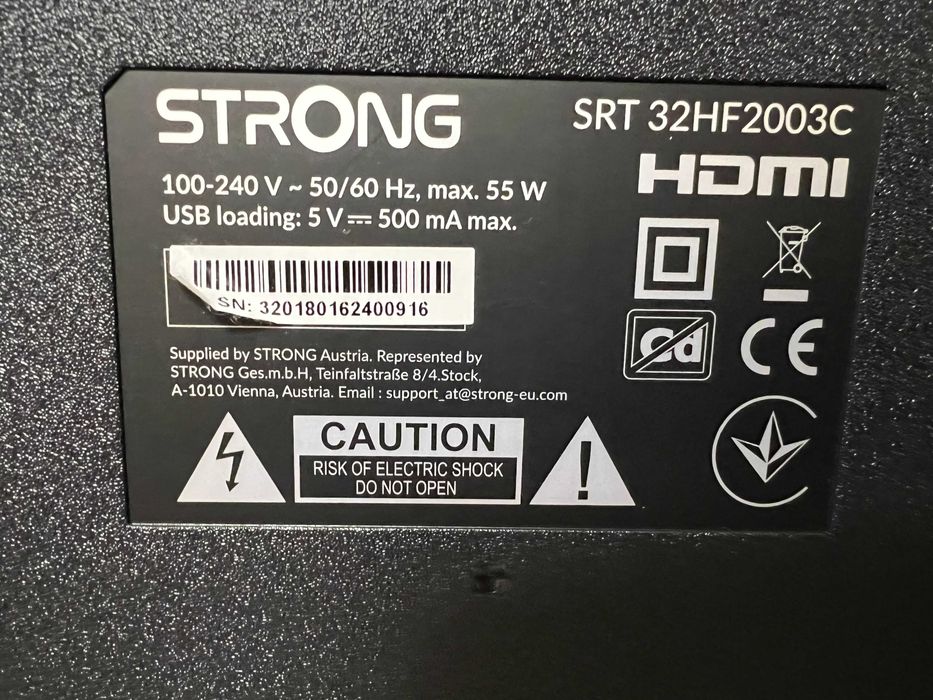 STRONG
SRT 32HF2003C
HDMI
100-240 V ~ 50/60 Hz, max. 55 W
USB loading: 5 V⎓ 500 mA max.
SN: 320180162400916
Cd
CE
Supplied by STRONG Austria. Represented by
STRONG Ges.m.b.H, Teinfaltstraße 8/4.Stock,
A-1010 Vienna, Austria. Email : support_at@strong-eu.com
CAUTION
RISK OF ELECTRIC SHOCK
DO NOT OPEN